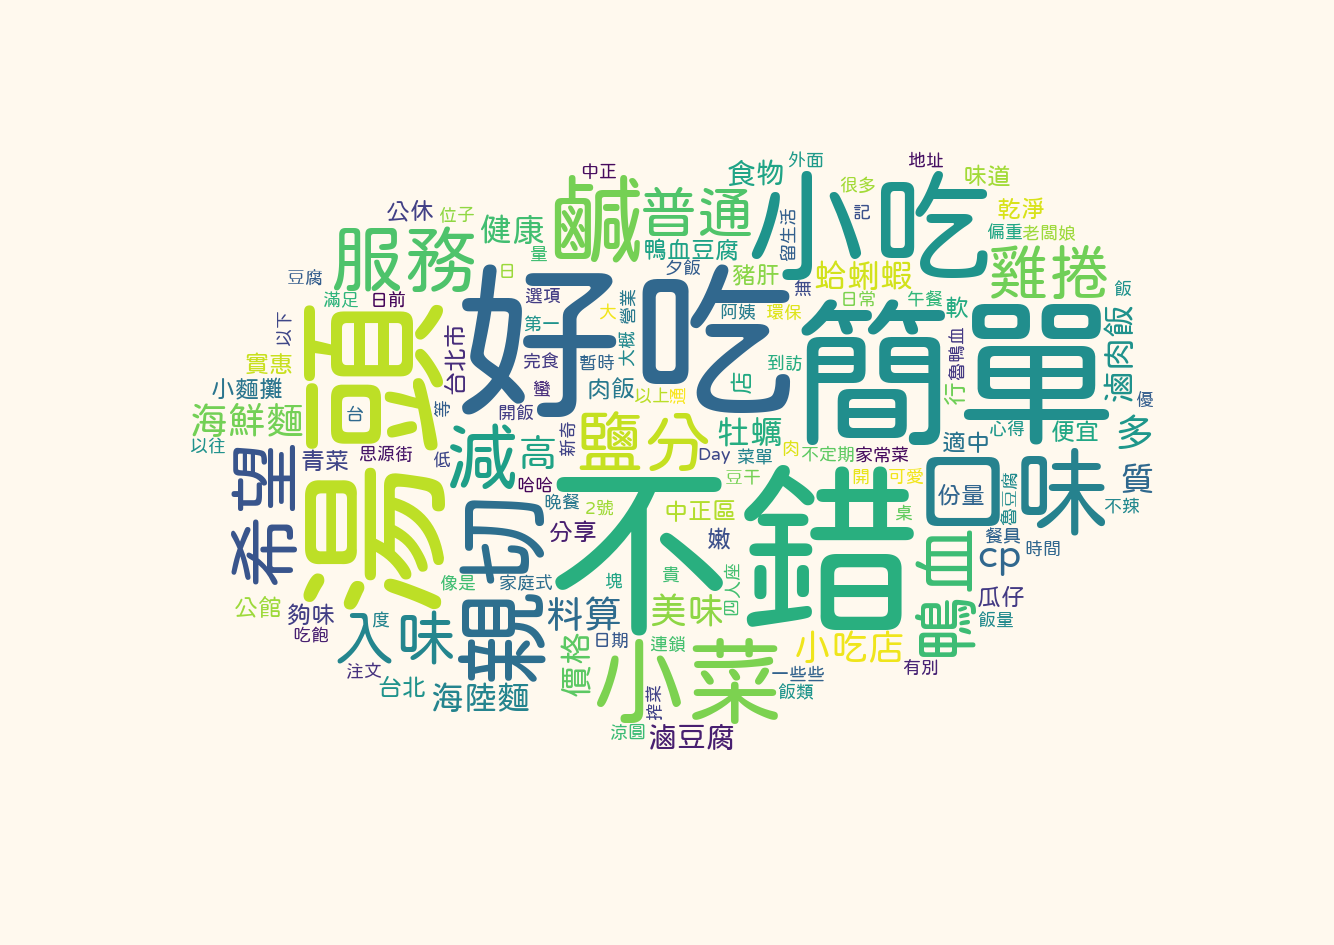 中正
外面
地址
食物
很多
味道
小吃
鹹
普通
公休
位子
健康
留生活
記
乾淨
偏重
老闆娘
服務
量
鴨血豆腐
雞捲
豆腐
日
夕飯
豬肝
蛤蜊蝦
無
飯
滿足
日前
好吃
選項
大
營業
阿姨
環保
日常
午餐
軟
簡單
滷肉飯
以下
湯頭
台北市
第一
大概
完食
暫時
到訪
魯鴨血
實惠
小麵攤
台
等
蠻
肉飯
以上
店
行
優
海鮮麵
開飯
鹽分
牡蠣
心得
便宜
多
適中
以往
思源街
減
高
新奇
低
Day
菜單
肉
不定期
家常菜
希望
青菜
哈哈
不錯
豆干
開
可愛
口味
份量
魯豆腐
質
親切
晚餐
2號
中正區
桌
不辣
分享
嫩
餐具
cp
時間
像是
家庭式
塊
貴
四人座
鴨血
瓜仔
公館
夠味
度
入味
料算
美味
飯量
吃飽
日期
連鎖
小吃店
有別
注文
價格
小菜
一些些
台北
海陸麵
榨菜
飯類
涼圓
滷豆腐